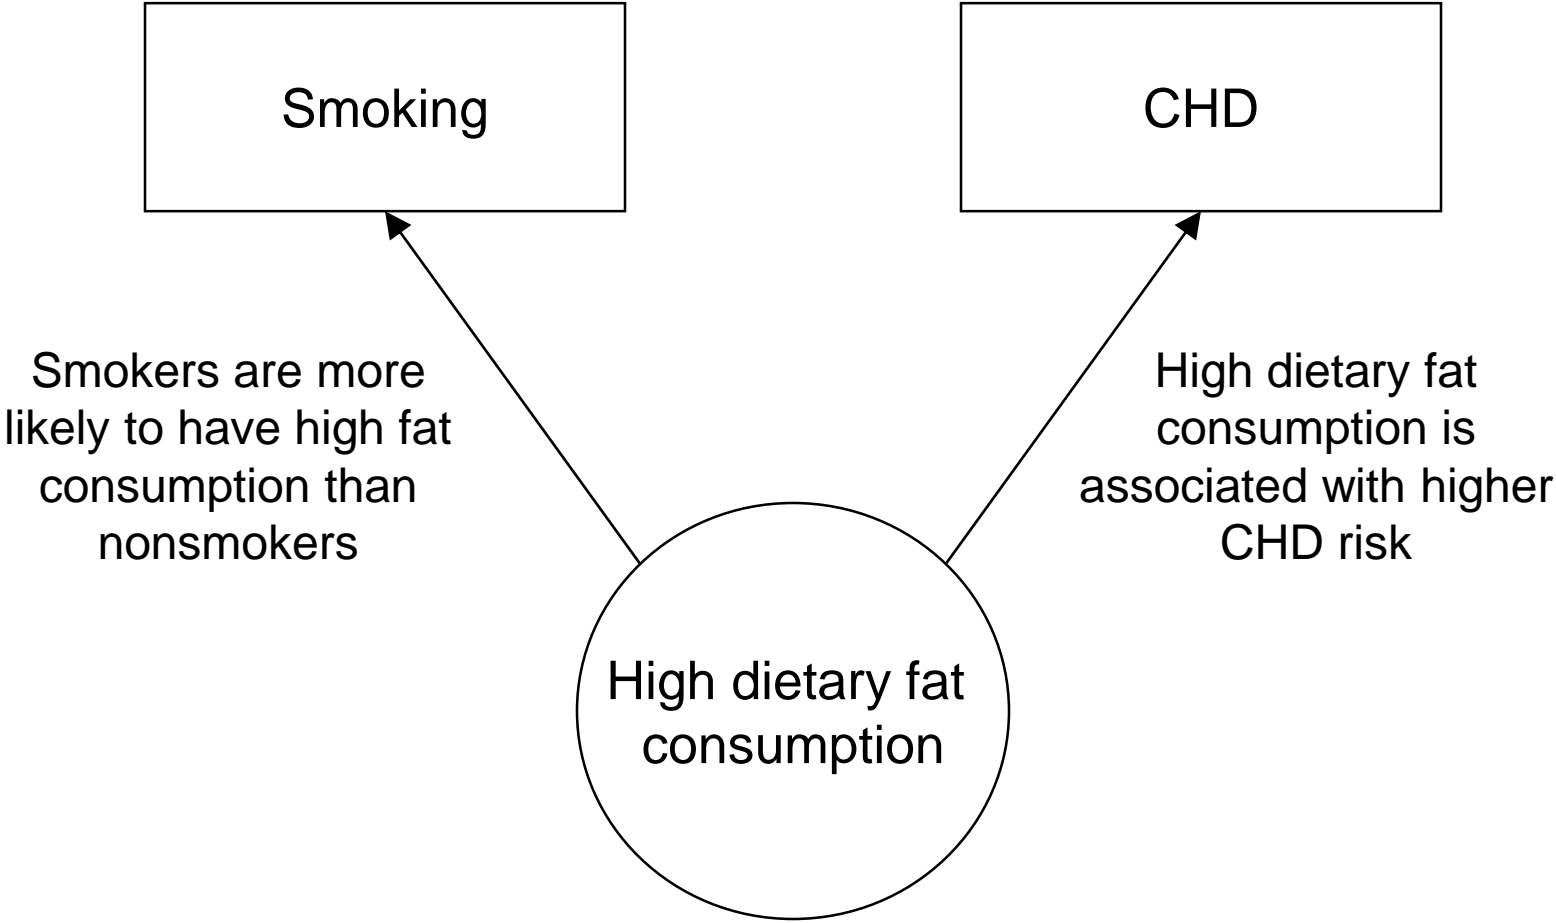 Smoking
CHD
Smokers are more
likely to have high fat
consumption than
nonsmokers
High dietary fat
consumption is
associated with higher
CHD risk
High dietary fat
consumption